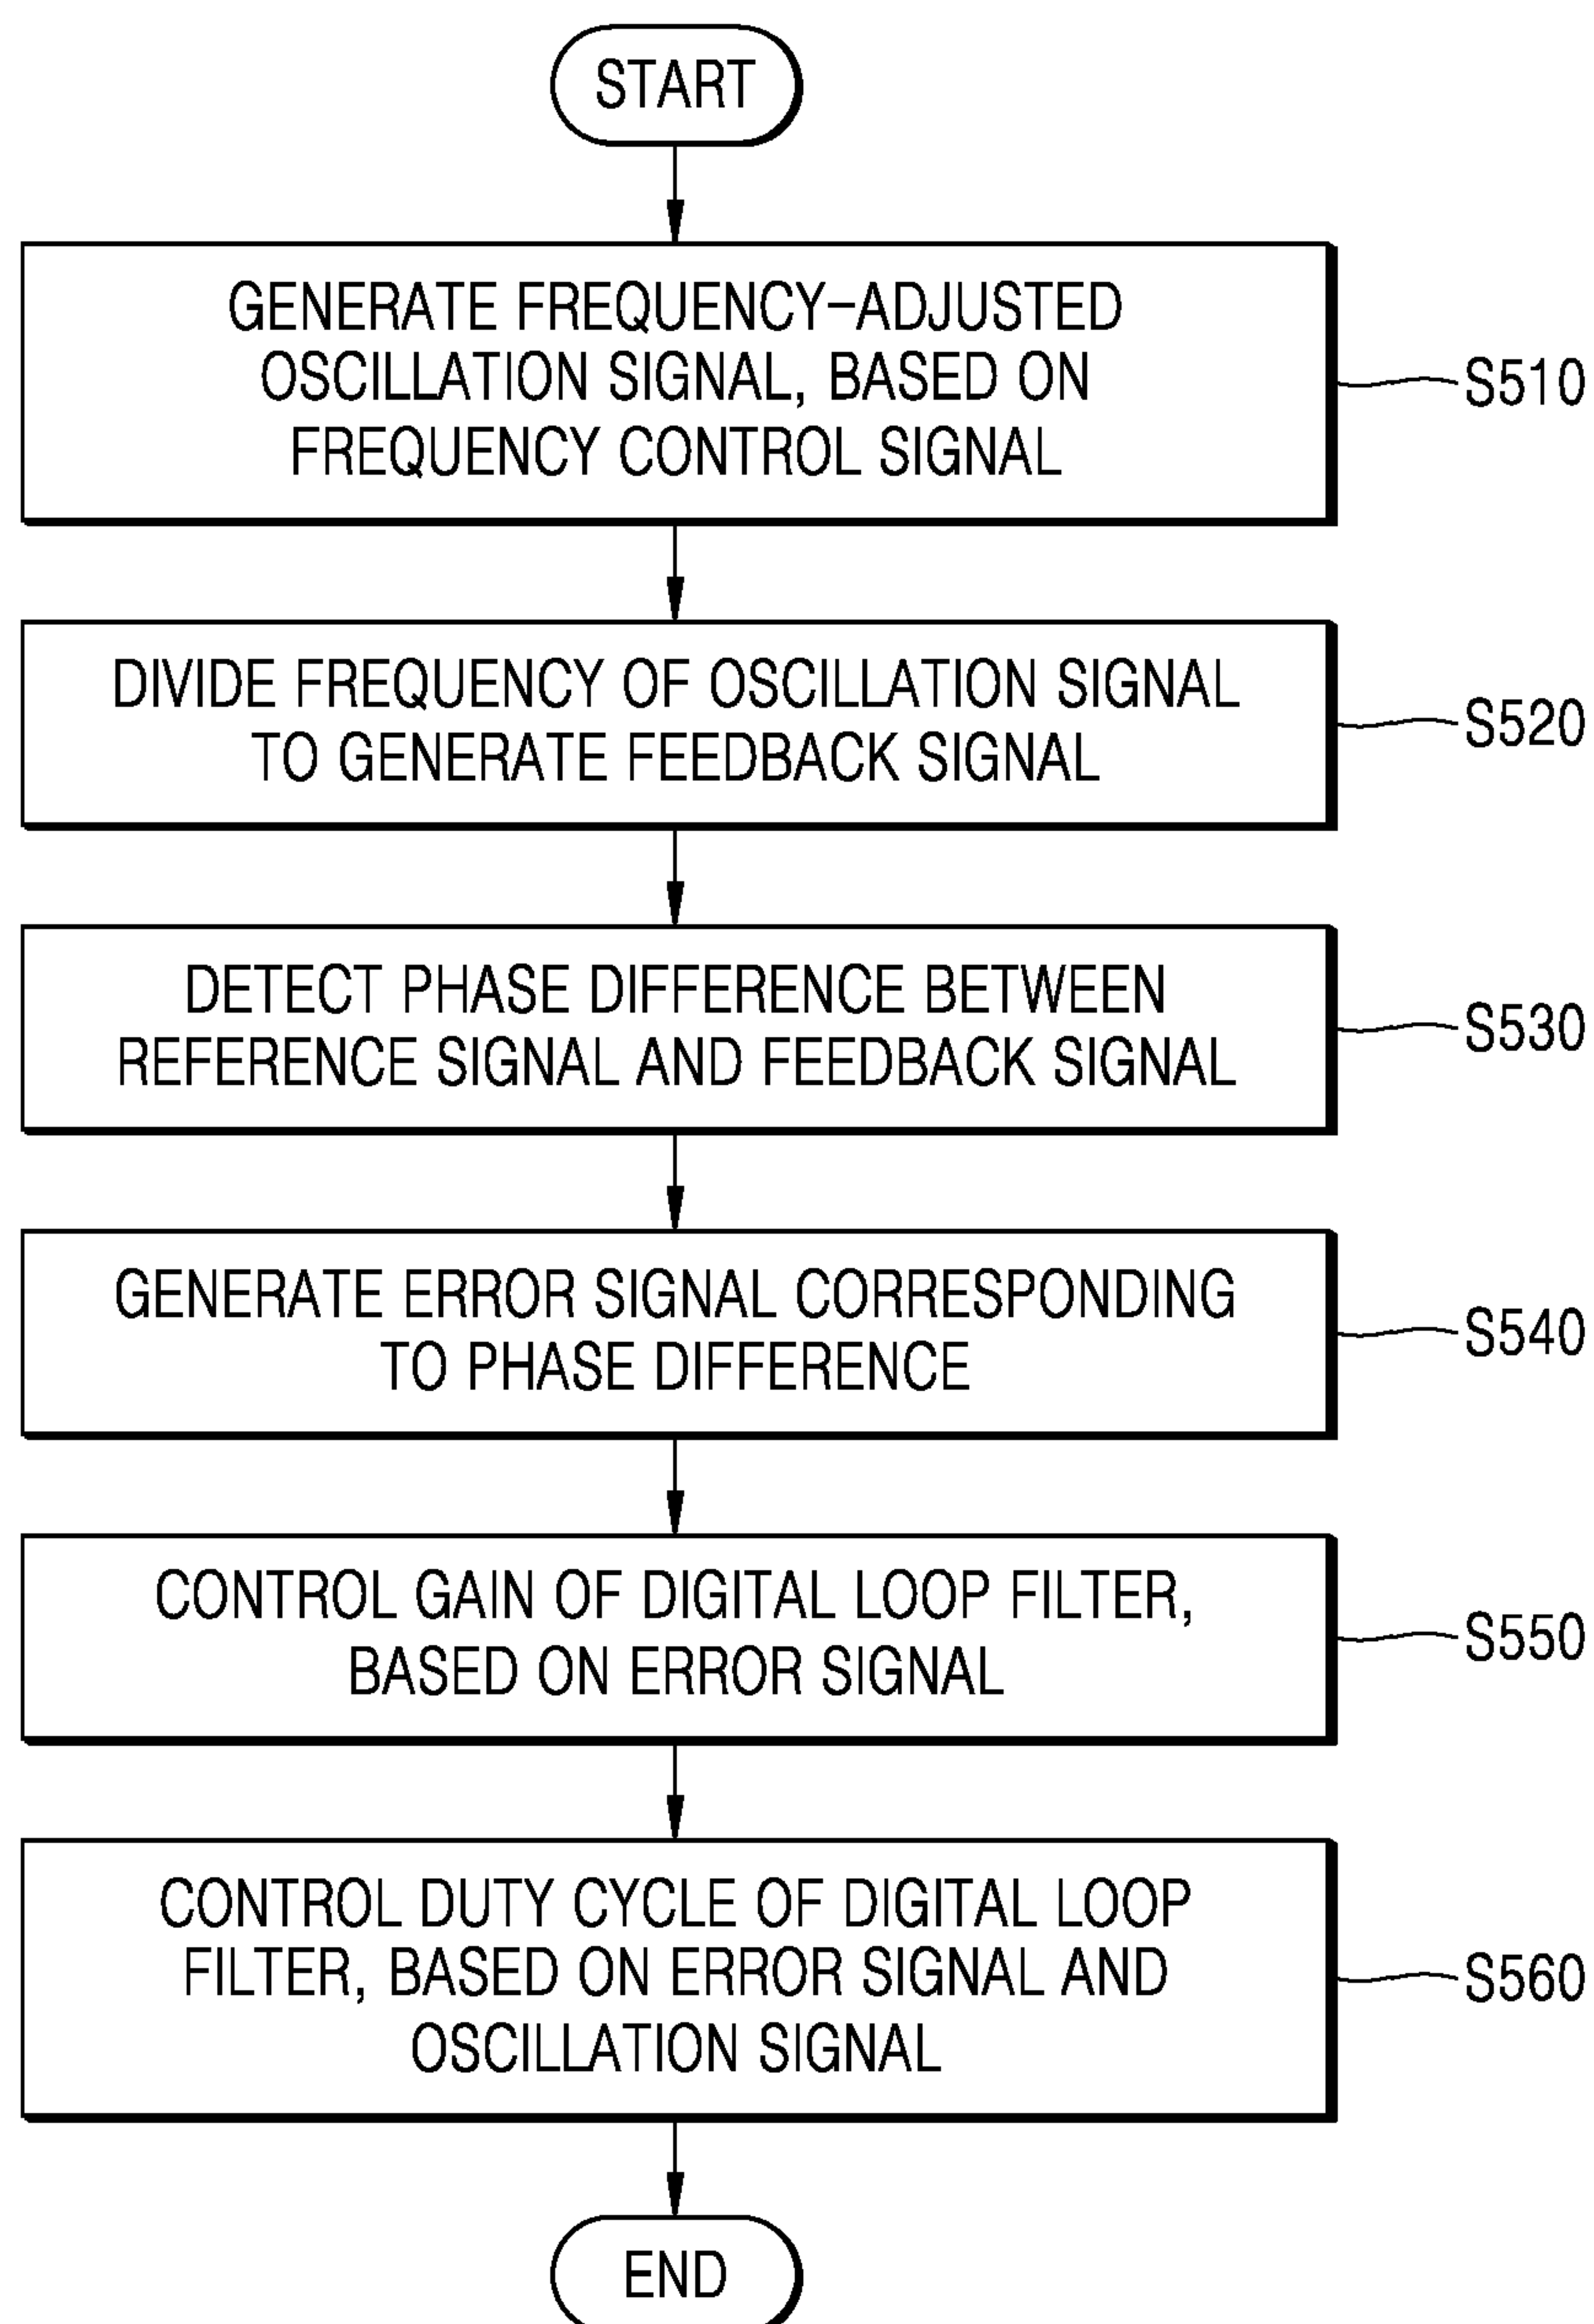 START
GENERATE FREQUENCY-ADJUSTED
OSCILLATION SIGNAL, BASED ON
FREQUENCY CONTROL SIGNAL
S510
DIVIDE FREQUENCY OF OSCILLATION SIGNAL
TO GENERATE FEEDBACK SIGNAL
S520
DETECT PHASE DIFFERENCE BETWEEN
REFERENCE SIGNAL AND FEEDBACK SIGNAL
S530
GENERATE ERROR SIGNAL CORRESPONDING
TO PHASE DIFFERENCE
S540
CONTROL GAIN OF DIGITAL LOOP FILTER,
BASED ON ERROR SIGNAL
S550
CONTROL DUTY CYCLE OF DIGITAL LOOP
FILTER, BASED ON ERROR SIGNAL AND
OSCILLATION SIGNAL
S560
END